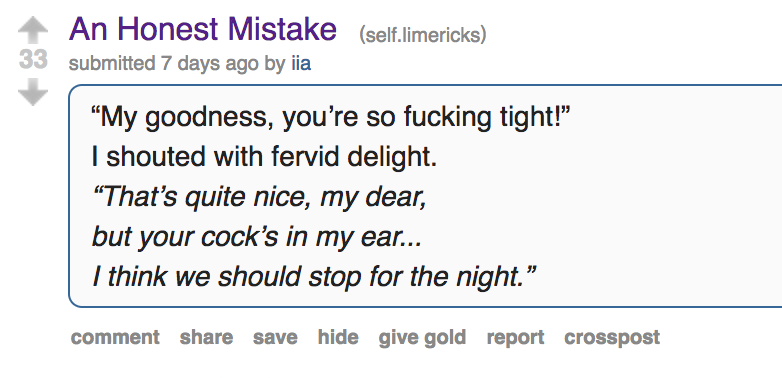 An Honest Mistake (self.limericks)
33
submitted 7 days ago by iia
“My goodness, you’re so fucking tight!”
I shouted with fervid delight.
“That’s quite nice, my dear,
but your cock’s in my ear...
I think we should stop for the night.”
comment share save hide give gold report crosspost